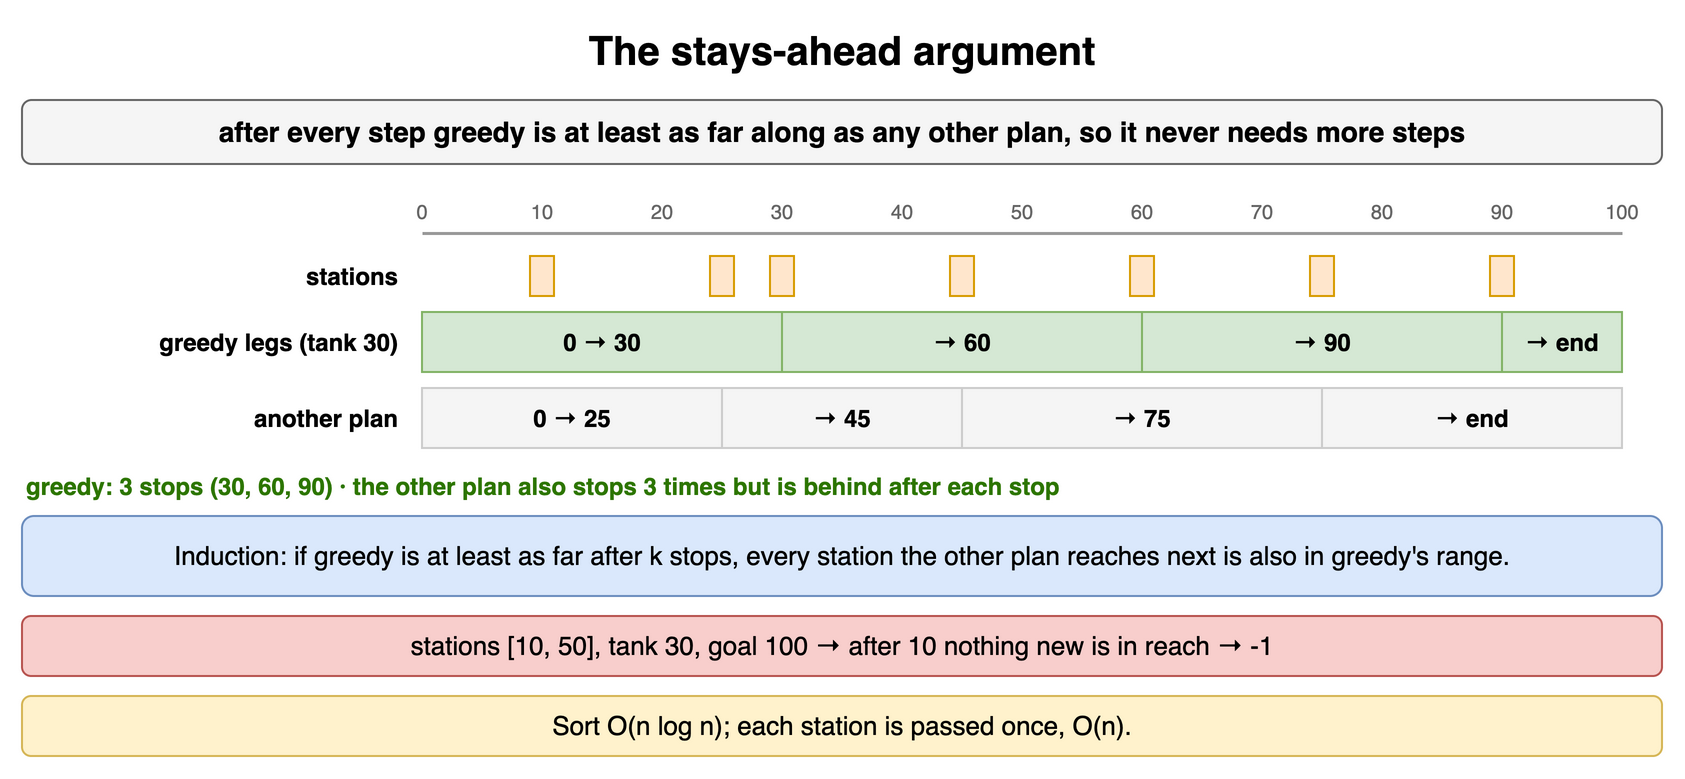 The stays-ahead argument
after every step greedy is at least as far along as any other plan, so it never needs more steps
0 10 20 30 40 50 60 70 80 90 100
stations
greedy legs (tank 30) 0 → 30 → 60 → 90 → end
another plan 0 → 25 → 45 → 75 → end
greedy: 3 stops (30, 60, 90) · the other plan also stops 3 times but is behind after each stop
Induction: if greedy is at least as far after k stops, every station the other plan reaches next is also in greedy's range.
stations [10, 50], tank 30, goal 100 → after 10 nothing new is in reach → -1
Sort O(n log n); each station is passed once, O(n).